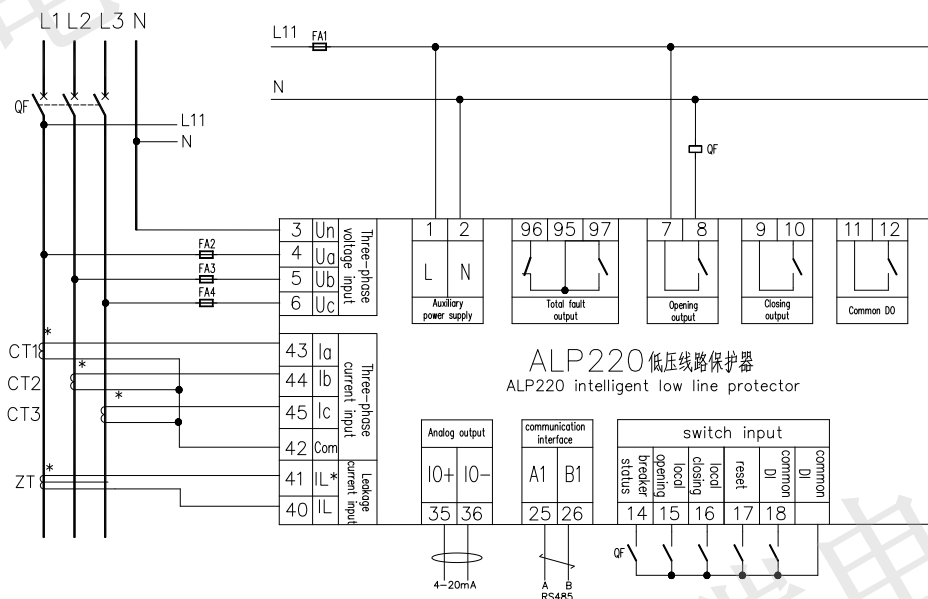 L1 L2 L3 N
L11
FA1
N
QF
L11
N
QF
3 Un
4 Ua
5 Ub
6 Uc
Three-phase
voltage input
FA2
FA3
FA4
1 2
L N
Auxiliary
power supply
96 95 97
Total fault
output
7 8
Opening
output
9 10
Closing
output
11 12
Common DO
CT1
*
CT2
*
CT3
*
ZT
*
43 Ia
44 Ib
45 Ic
42 Com
Three-phase
current input
41 IL*
40 IL
Leakage
current input
ALP220低压线路保护器
ALP220 intelligent low line protector
Analog output
IO+ IO-
35 36
4-20mA
communication
interface
A1 B1
25 26
A B
RS485
switch input
breaker
status
local
opening
local
closing
reset
common
DI
common
14 15 16 17 18
QF
电
电